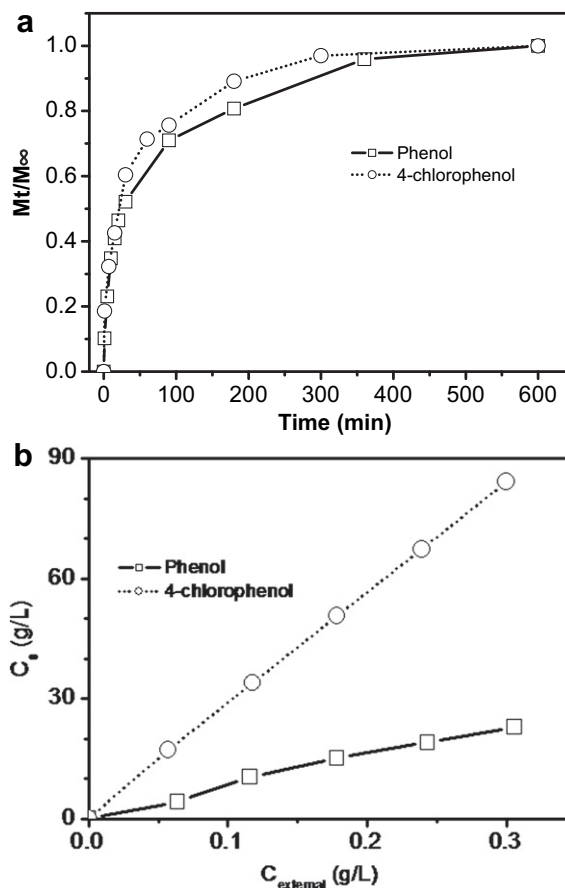 a
1.0
0.8
0.6
0.4
0.2
0.0
Mt/M∞
Phenol
4-chlorophenol
0 100 200 300 400 500 600
Time (min)
b
90
60
30
0
C_s (g/L)
Phenol
4-chlorophenol
0.0 0.1 0.2 0.3
C_external (g/L)